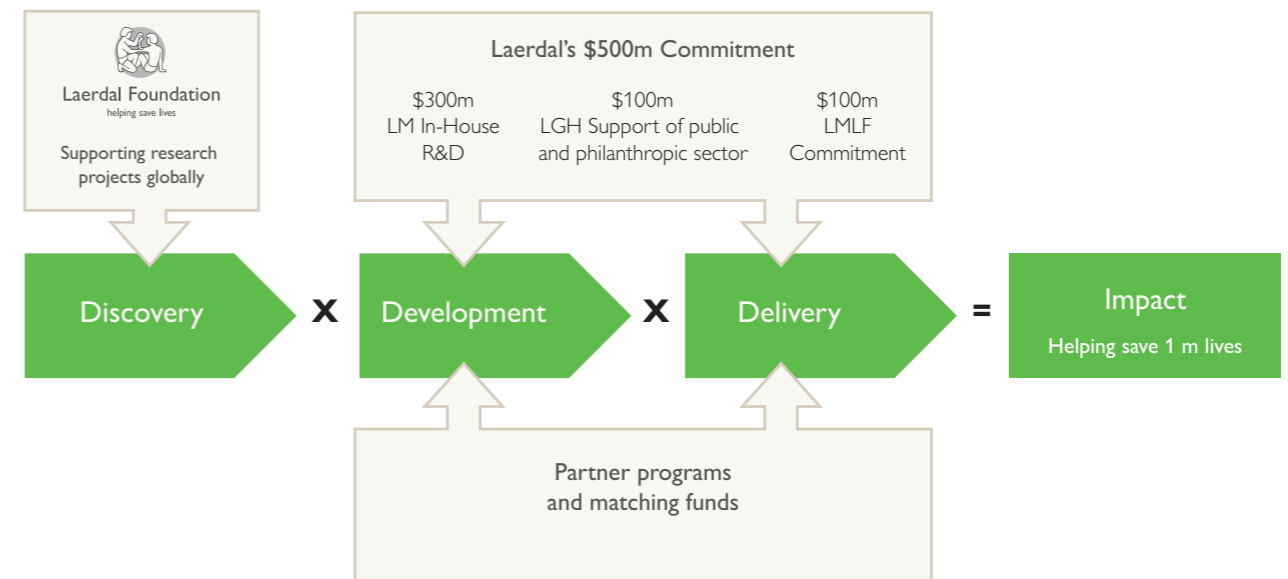 Laerdal Foundation
helping save lives
Supporting research
projects globally
Laerdal’s $500m Commitment
$300m
LM In-House
R&D
$100m
LGH Support of public
and philanthropic sector
$100m
LMLF
Commitment
Discovery
X
Development
X
Delivery
=
Impact
Helping save 1 m lives
Partner programs
and matching funds